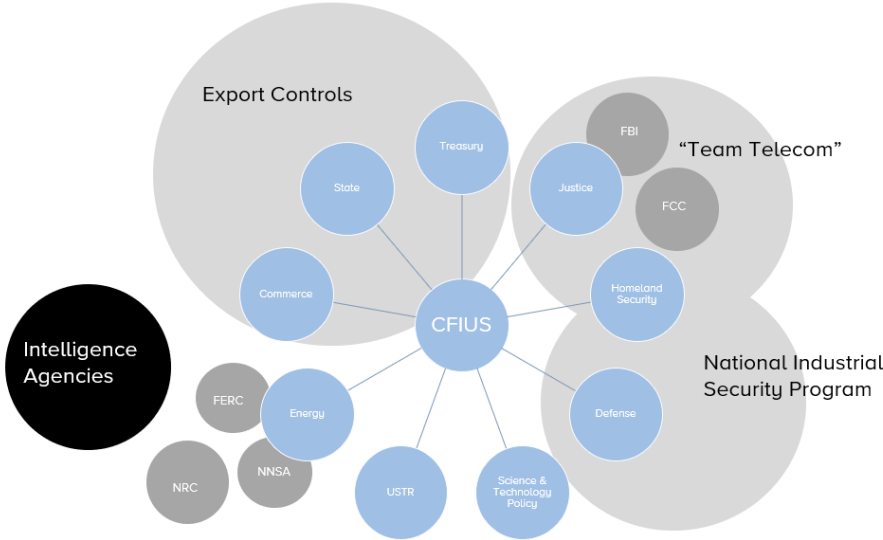 Export Controls
Treasury
FBI
“Team Telecom”
State
Justice
FCC
Commerce
Homeland
Security
CFIUS
Intelligence
Agencies
National Industrial
Security Program
FERC
Energy
Defense
NRC
NNSA
USTR
Science &
Technology
Policy